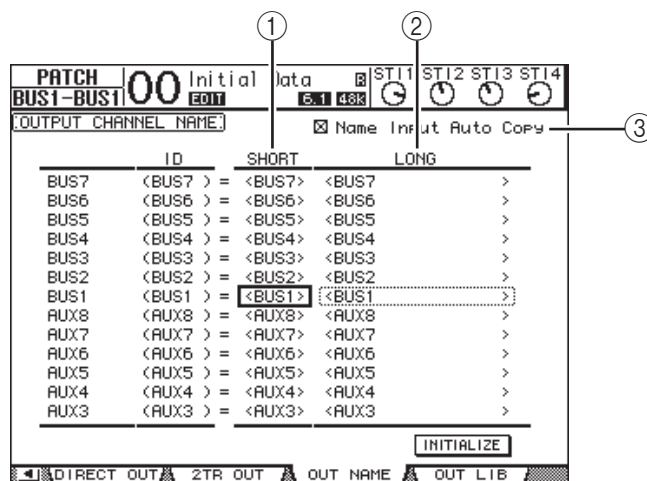 ① ②
PATCH 00 Initial Data R ST11 ST12 ST13 ST14
BUS1-BUS1 EDIT 6.1 48k
OUTPUT CHANNEL NAME ☒ Name Input Auto Copy ③
ID SHORT LONG
BUS7 (BUS7 ) = <BUS7> <BUS7 >
BUS6 (BUS6 ) = <BUS6> <BUS6 >
BUS5 (BUS5 ) = <BUS5> <BUS5 >
BUS4 (BUS4 ) = <BUS4> <BUS4 >
BUS3 (BUS3 ) = <BUS3> <BUS3 >
BUS2 (BUS2 ) = <BUS2> <BUS2 >
BUS1 (BUS1 ) = <BUS1> <BUS1 >
AUX8 (AUX8 ) = <AUX8> <AUX8 >
AUX7 (AUX7 ) = <AUX7> <AUX7 >
AUX6 (AUX6 ) = <AUX6> <AUX6 >
AUX5 (AUX5 ) = <AUX5> <AUX5 >
AUX4 (AUX4 ) = <AUX4> <AUX4 >
AUX3 (AUX3 ) = <AUX3> <AUX3 >
INITIALIZE
DIRECT OUT 2TR OUT OUT NAME OUT LIB